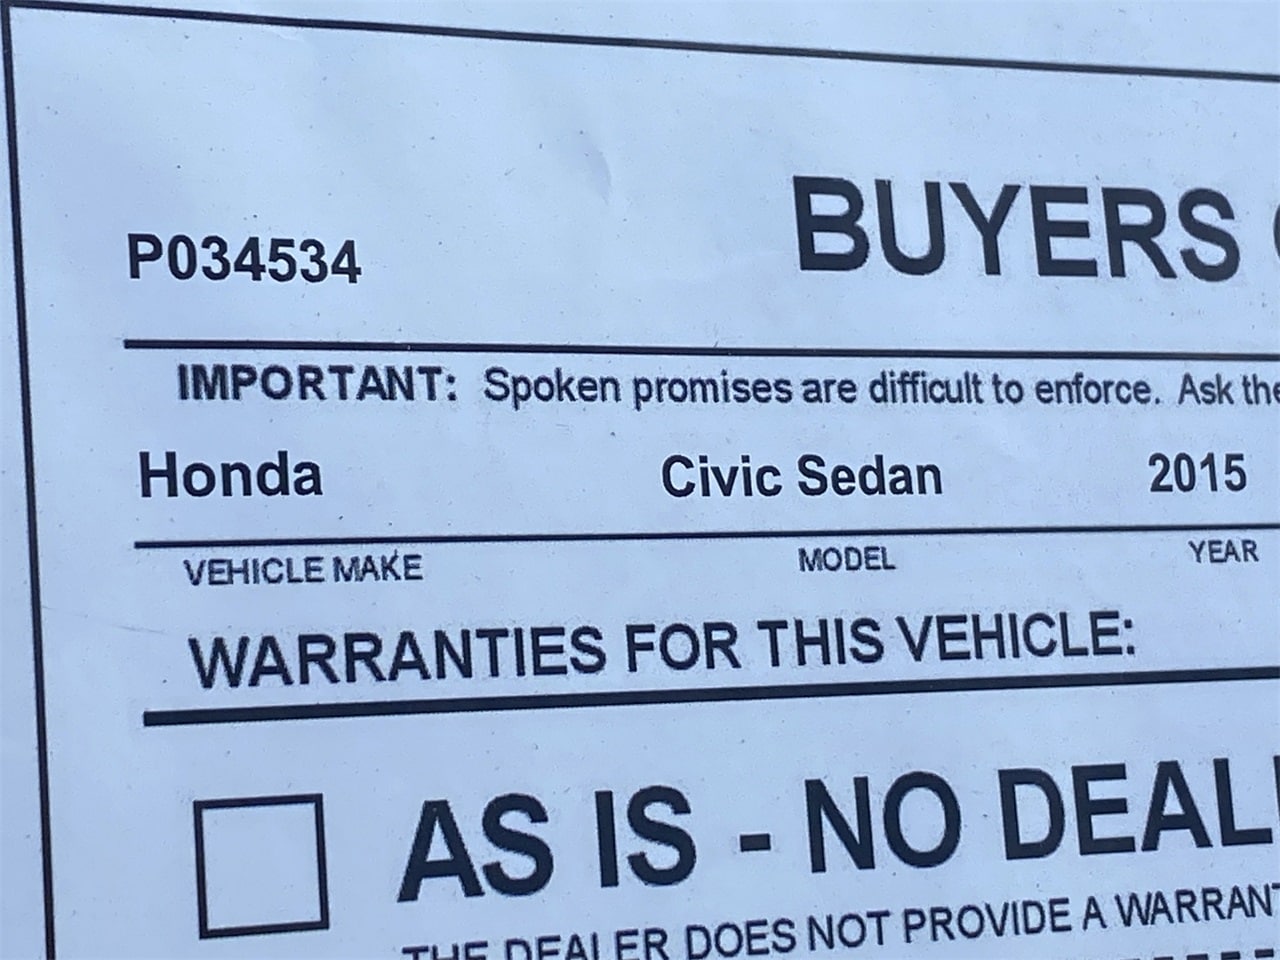 P034534
BUYERS
IMPORTANT: Spoken promises are difficult to enforce. Ask the
Honda Civic Sedan 2015
VEHICLE MAKE MODEL YEAR
WARRANTIES FOR THIS VEHICLE:
AS IS - NO DEAL
THE DEALER DOES NOT PROVIDE A WARRANT